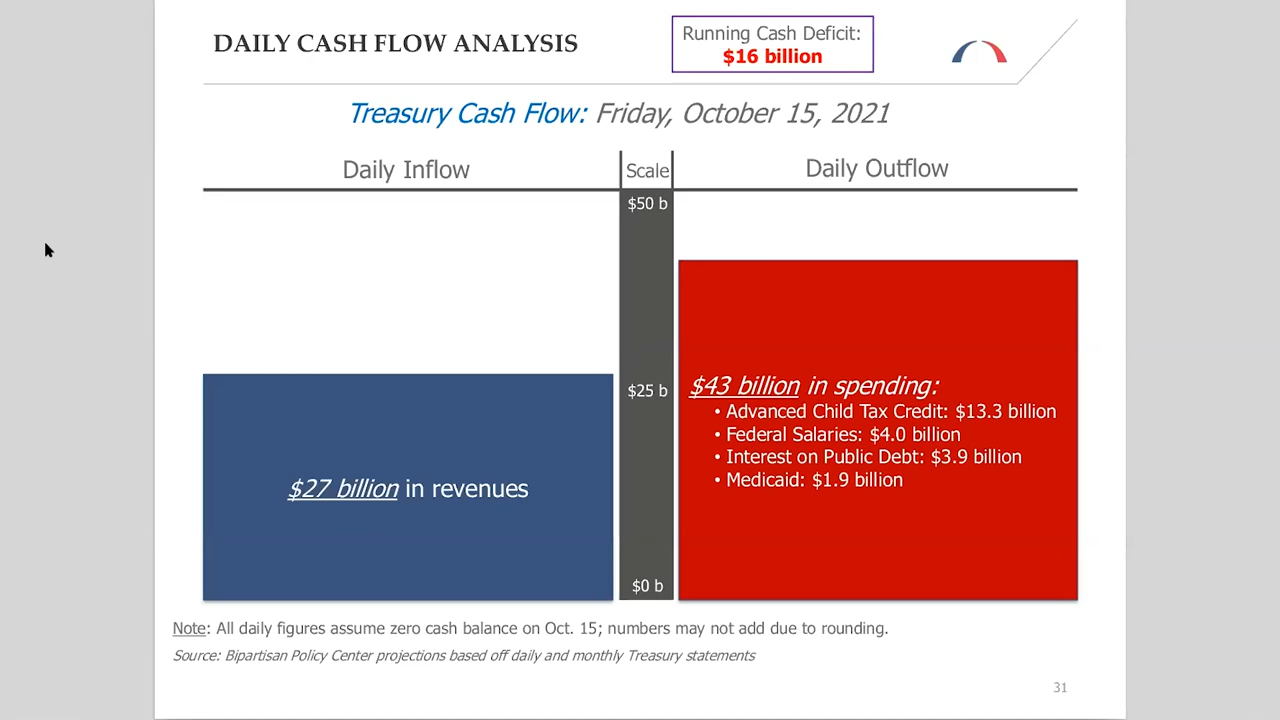 DAILY CASH FLOW ANALYSIS
Running Cash Deficit:
$16 billion
Treasury Cash Flow: Friday, October 15, 2021
Daily Inflow
Scale
Daily Outflow
$50 b
$25 b
$0 b
$27 billion in revenues
$43 billion in spending:
• Advanced Child Tax Credit: $13.3 billion
• Federal Salaries: $4.0 billion
• Interest on Public Debt: $3.9 billion
• Medicaid: $1.9 billion
Note: All daily figures assume zero cash balance on Oct. 15; numbers may not add due to rounding.
Source: Bipartisan Policy Center projections based off daily and monthly Treasury statements
31